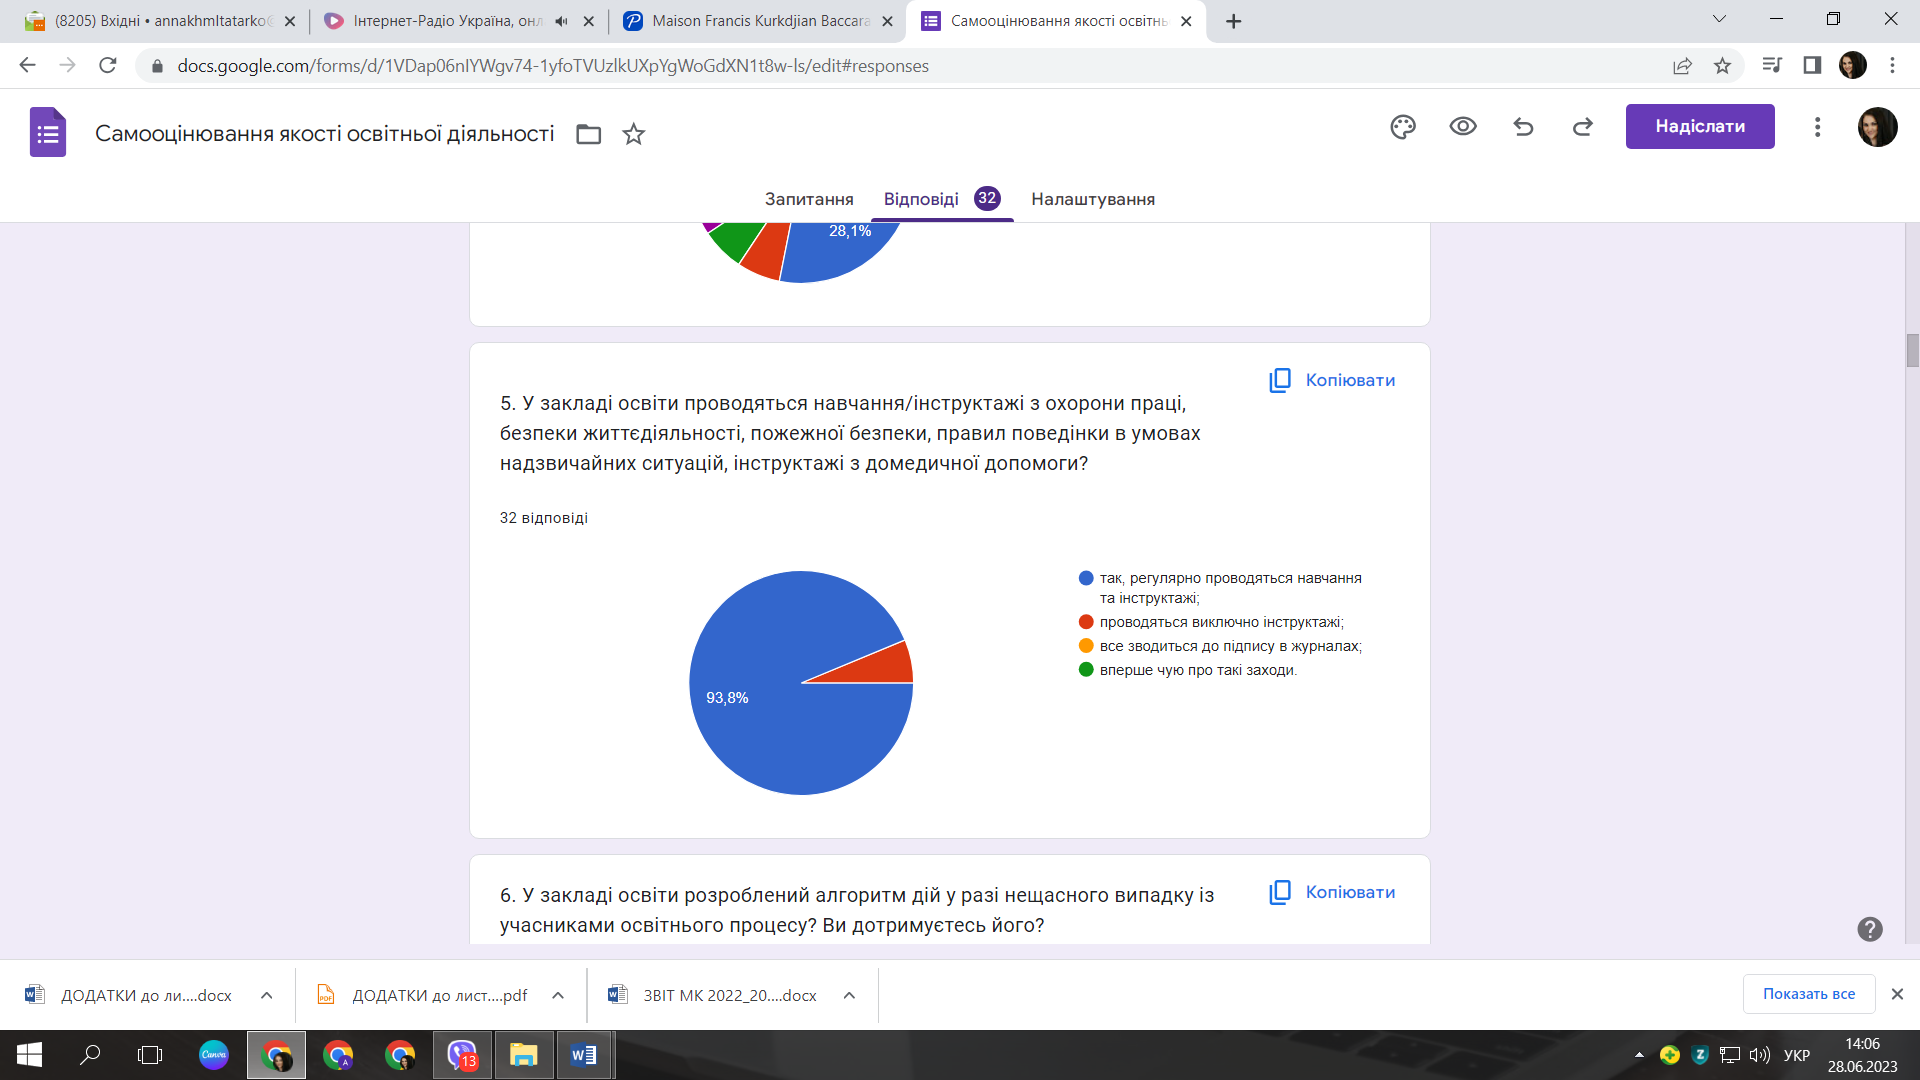 (8205) Вхідні • annakhmltatarko@
Інтернет-Радіо Україна, онл
Maison Francis Kurkdjian Baccara
Самооцінювання якості освітнь
docs.google.com/forms/d/1VDap06nIYWgv74-1yfoTVUzlkUXpYgWoGdXN1t8w-ls/edit#responses
Самооцінювання якості освітньої діяльності
Надіслати
Запитання
Відповіді 32
Налаштування
28,1%
Копіювати
5. У закладі освіти проводяться навчання/інструктажі з охорони праці,
безпеки життєдіяльності, пожежної безпеки, правил поведінки в умовах
надзвичайних ситуацій, інструктажі з домедичної допомоги?
32 відповіді
так, регулярно проводяться навчання
та інструктажі;
проводяться виключно інструктажі;
все зводиться до підпису в журналах;
вперше чую про такі заходи.
93,8%
Копіювати
6. У закладі освіти розроблений алгоритм дій у разі нещасного випадку із
учасниками освітнього процесу? Ви дотримуєтесь його?
ДОДАТКИ до ли....docx
ДОДАТКИ до лист....pdf
ЗВІТ МК 2022_20....docx
Показать все
Canva
A
13
УКР
14:06
28.06.2023